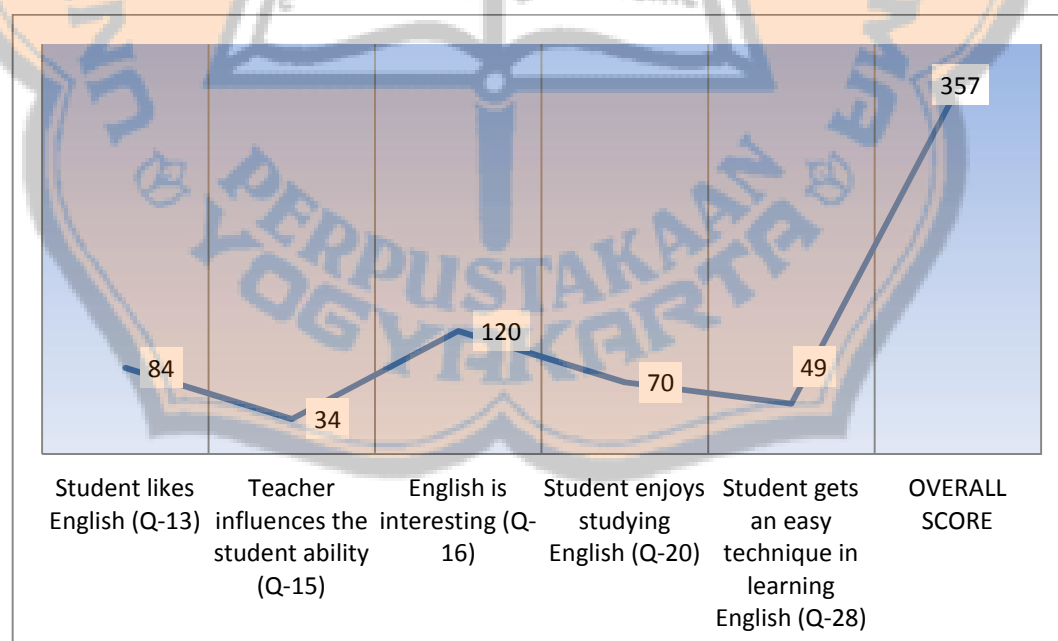 357
84
34
120
70
49
PERPUSTAKAAN
YOGYAKARTA
Student likes
English (Q-13)
Teacher
influences the
student ability
(Q-15)
English is
interesting (Q-
16)
Student enjoys
studying
English (Q-20)
Student gets
an easy
technique in
learning
English (Q-28)
OVERALL
SCORE